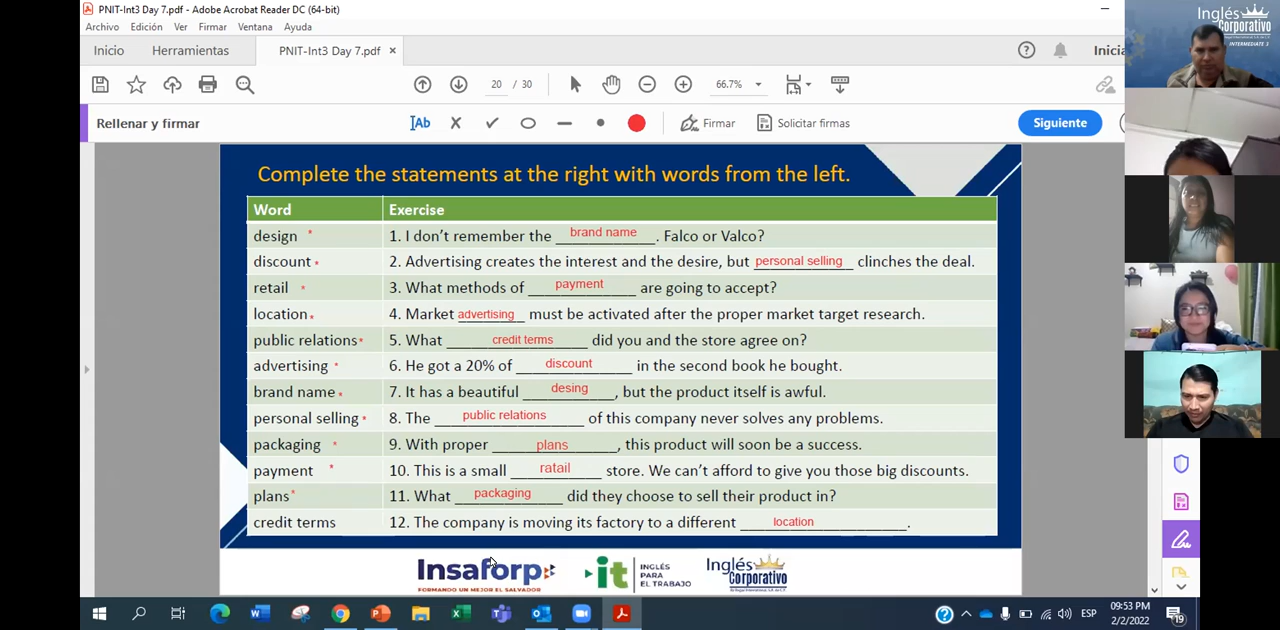 PNIT-Int3 Day 7.pdf - Adobe Acrobat Reader DC (64-bit)
Archivo Edición Ver Firmar Ventana Ayuda
Inicio Herramientas PNIT-Int3 Day 7.pdf × Inicia
20 / 30 66.7%
Rellenar y firmar Ab Firmar Solicitar firmas Siguiente
Complete the statements at the right with words from the left.
Word Exercise
design * 1. I don't remember the brand name. Falco or Valco?
discount * 2. Advertising creates the interest and the desire, but personal selling clinches the deal.
retail * 3. What methods of payment are going to accept?
location * 4. Market advertising must be activated after the proper market target research.
public relations * 5. What credit terms did you and the store agree on?
advertising * 6. He got a 20% of discount in the second book he bought.
brand name * 7. It has a beautiful desing, but the product itself is awful.
personal selling * 8. The public relations of this company never solves any problems.
packaging * 9. With proper plans, this product will soon be a success.
payment * 10. This is a small ratail store. We can't afford to give you those big discounts.
plans * 11. What packaging did they choose to sell their product in?
credit terms 12. The company is moving its factory to a different location.
Insaforp
FORMANDO UN MEJOR EL SALVADOR
it INGLÉS PARA EL TRABAJO
Inglés Corporativo
Inglés Corporativo
INTERMEDIATE 3
ESP 09:53 PM
2/2/2022
19